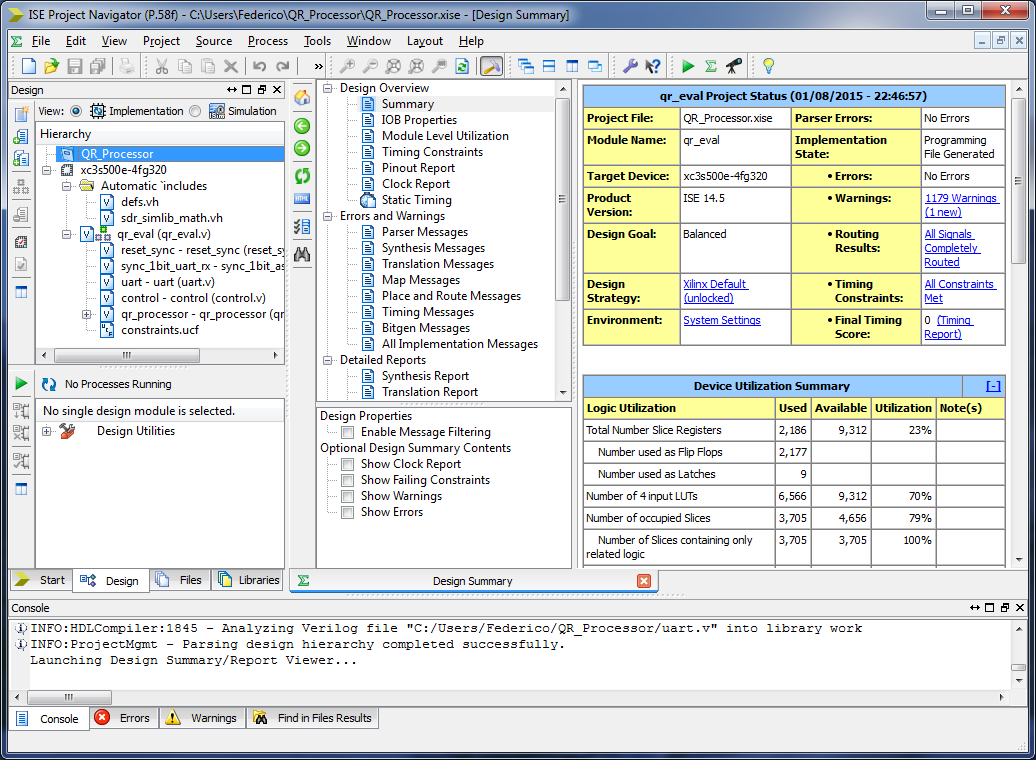 ISE Project Navigator (P.58f) - C:\Users\Federico\QR_Processor\QR_Processor.xise - [Design Summary]
File Edit View Project Source Process Tools Window Layout Help
Design
View: Implementation Simulation
Hierarchy
QR_Processor
xc3s500e-4fg320
Automatic `includes
defs.vh
sdr_simlib_math.vh
qr_eval (qr_eval.v)
reset_sync - reset_sync (reset_sy
sync_1bit_uart_rx - sync_1bit_as
uart - uart (uart.v)
control - control (control.v)
qr_processor - qr_processor (qr
constraints.ucf
No Processes Running
No single design module is selected.
Design Utilities
Start Design Files Libraries
Design Overview
Summary
IOB Properties
Module Level Utilization
Timing Constraints
Pinout Report
Clock Report
Static Timing
Errors and Warnings
Parser Messages
Synthesis Messages
Translation Messages
Map Messages
Place and Route Messages
Timing Messages
Bitgen Messages
All Implementation Messages
Detailed Reports
Synthesis Report
Translation Report
Design Properties
Enable Message Filtering
Optional Design Summary Contents
Show Clock Report
Show Failing Constraints
Show Warnings
Show Errors
qr_eval Project Status (01/08/2015 - 22:46:57)
Project File: QR_Processor.xise Parser Errors: No Errors
Module Name: qr_eval Implementation State: Programming File Generated
Target Device: xc3s500e-4fg320 • Errors: No Errors
Product Version: ISE 14.5 • Warnings: 1179 Warnings (1 new)
Design Goal: Balanced • Routing Results: All Signals Completely Routed
Design Strategy: Xilinx Default (unlocked) • Timing Constraints: All Constraints Met
Environment: System Settings • Final Timing Score: 0 (Timing Report)
Device Utilization Summary [-]
Logic Utilization Used Available Utilization Note(s)
Total Number Slice Registers 2,186 9,312 23%
Number used as Flip Flops 2,177
Number used as Latches 9
Number of 4 input LUTs 6,566 9,312 70%
Number of occupied Slices 3,705 4,656 79%
Number of Slices containing only related logic 3,705 3,705 100%
Design Summary
Console
INFO:HDLCompiler:1845 - Analyzing Verilog file "C:/Users/Federico/QR_Processor/uart.v" into library work
INFO:ProjectMgmt - Parsing design hierarchy completed successfully.
Launching Design Summary/Report Viewer...
Console Errors Warnings Find in Files Results